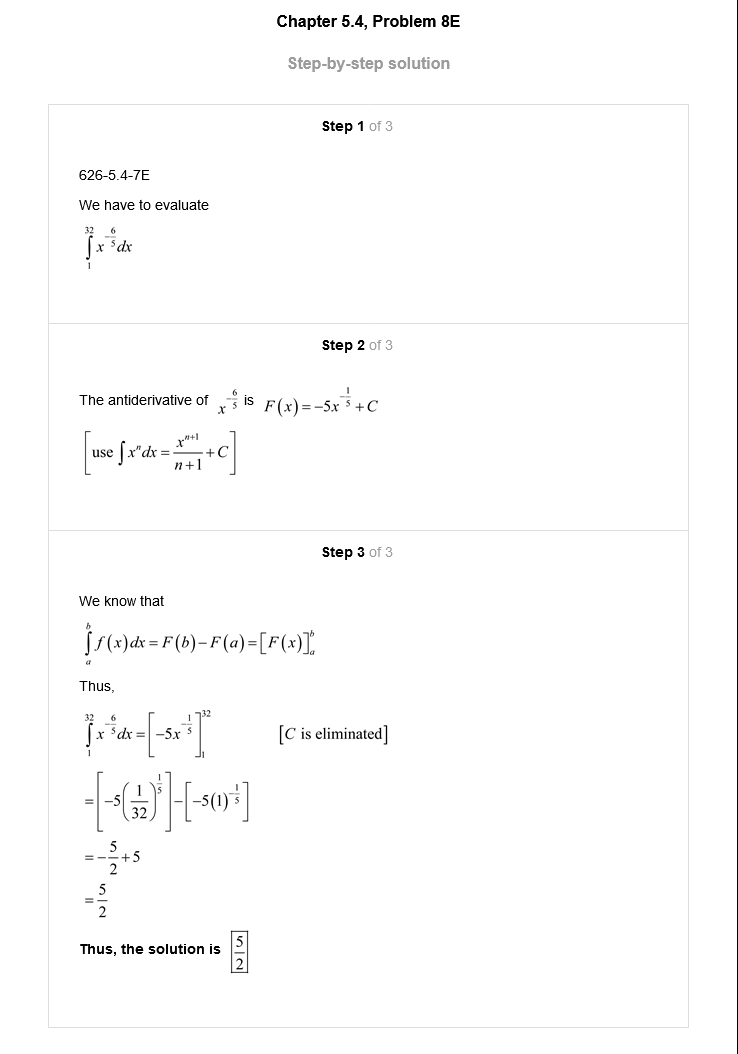 Chapter 5.4, Problem 8E
Step-by-step solution
Step 1 of 3
626-5.4-7E
We have to evaluate
$\int_{1}^{32} x^{-\frac{6}{5}} dx$
Step 2 of 3
The antiderivative of $x^{-\frac{6}{5}}$ is $F(x) = -5x^{-\frac{1}{5}} + C$
$\left[ \text{use } \int x^n dx = \frac{x^{n+1}}{n+1} + C \right]$
Step 3 of 3
We know that
$\int_{a}^{b} f(x) dx = F(b) - F(a) = [F(x)]_{a}^{b}$
Thus,
$\int_{1}^{32} x^{-\frac{6}{5}} dx = \left[ -5x^{-\frac{1}{5}} \right]_{1}^{32}$ [C is eliminated]
$= \left[ -5\left(\frac{1}{32}\right)^{\frac{1}{5}} \right] - \left[ -5(1)^{-\frac{1}{5}} \right]$
$= -\frac{5}{2} + 5$
$= \frac{5}{2}$
Thus, the solution is $\boxed{\frac{5}{2}}$